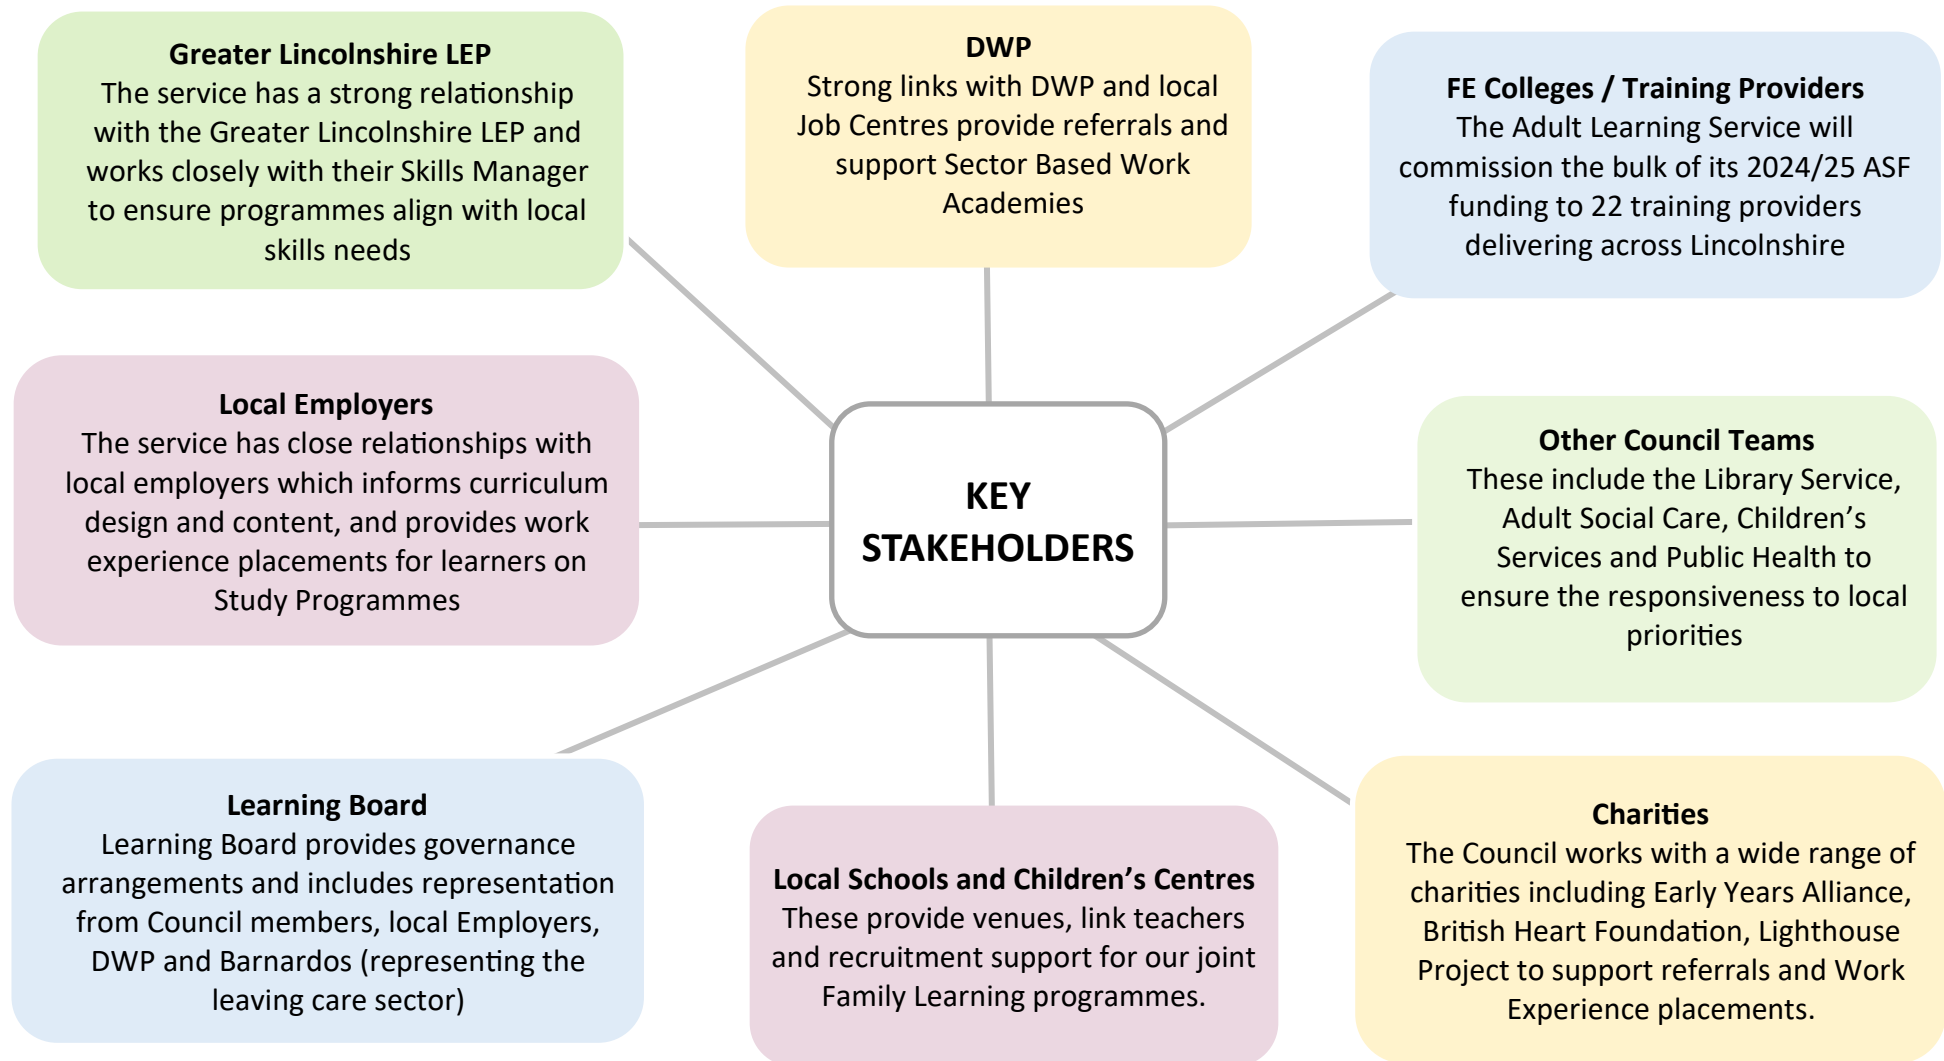 Greater Lincolnshire LEP
The service has a strong relationship
with the Greater Lincolnshire LEP and
works closely with their Skills Manager
to ensure programmes align with local
skills needs
DWP
Strong links with DWP and local
Job Centres provide referrals and
support Sector Based Work
Academies
FE Colleges / Training Providers
The Adult Learning Service will
commission the bulk of its 2024/25 ASF
funding to 22 training providers
delivering across Lincolnshire
Local Employers
The service has close relationships with
local employers which informs curriculum
design and content, and provides work
experience placements for learners on
Study Programmes
KEY
STAKEHOLDERS
Other Council Teams
These include the Library Service,
Adult Social Care, Children’s
Services and Public Health to
ensure the responsiveness to local
priorities
Learning Board
Learning Board provides governance
arrangements and includes representation
from Council members, local Employers,
DWP and Barnardos (representing the
leaving care sector)
Local Schools and Children’s Centres
These provide venues, link teachers
and recruitment support for our joint
Family Learning programmes.
Charities
The Council works with a wide range of
charities including Early Years Alliance,
British Heart Foundation, Lighthouse
Project to support referrals and Work
Experience placements.